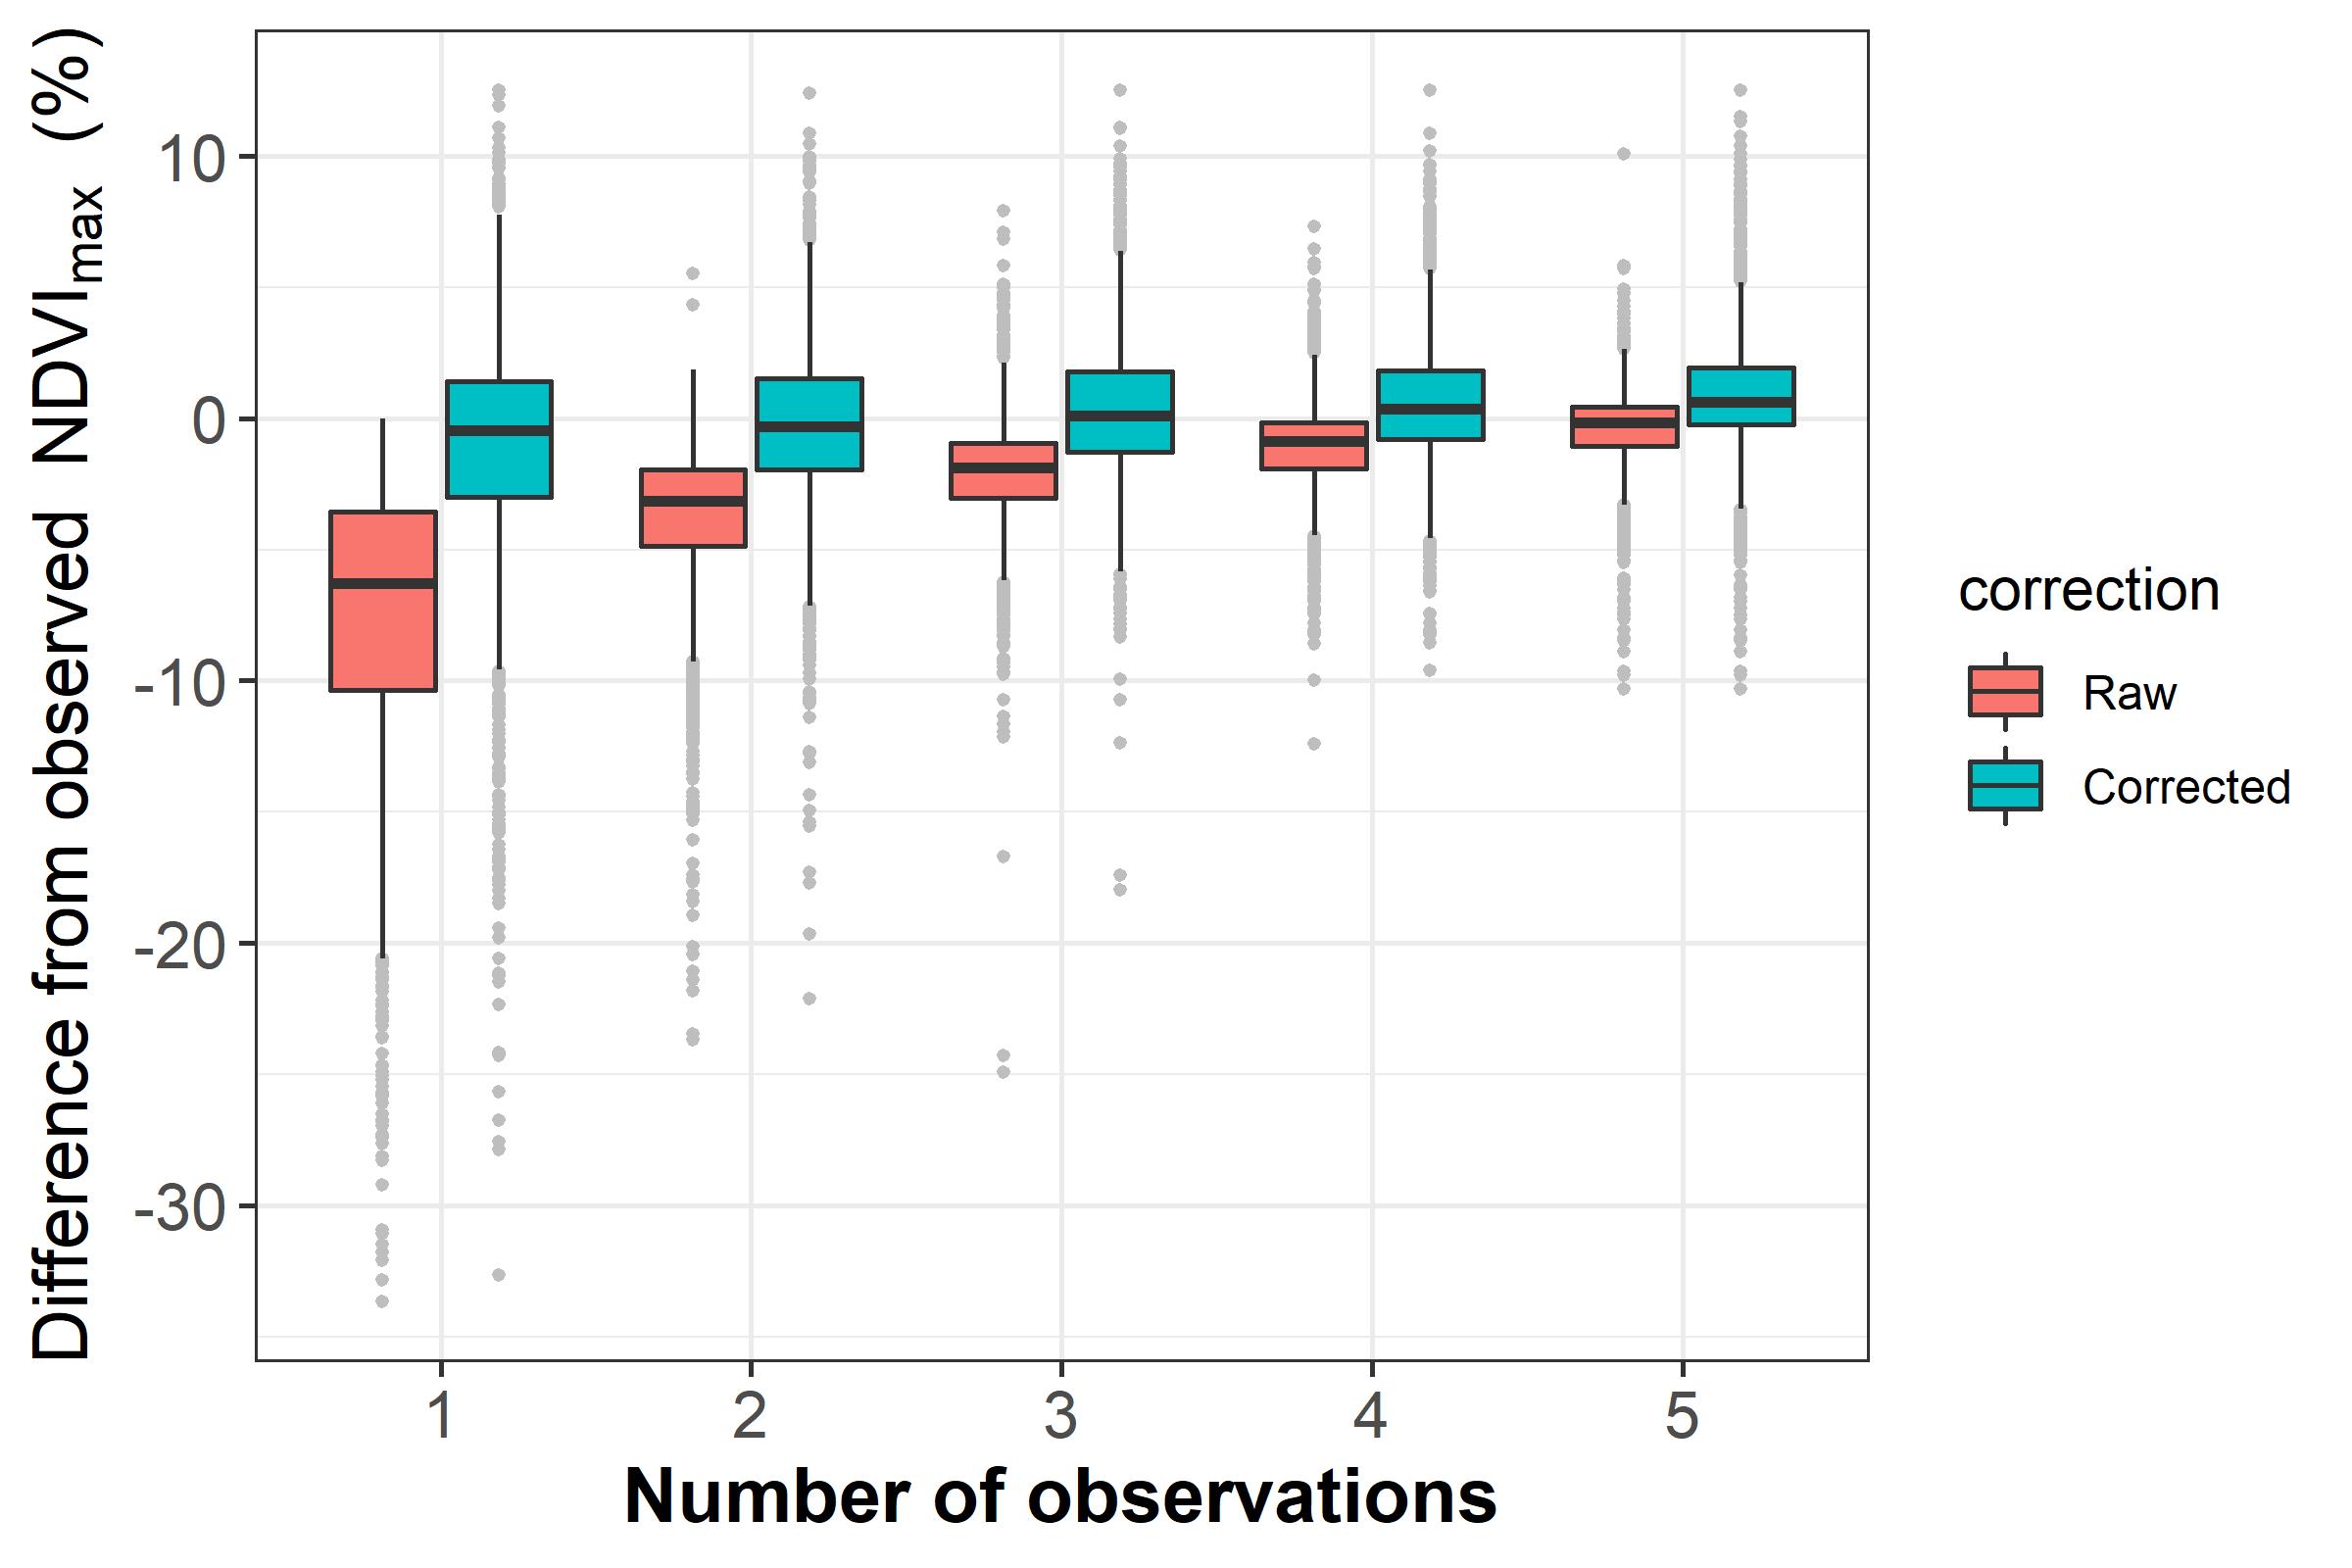 Difference from observed NDVImax (%)
10
0
-10
-20
-30
1 2 3 4 5
Number of observations
correction
Raw
Corrected